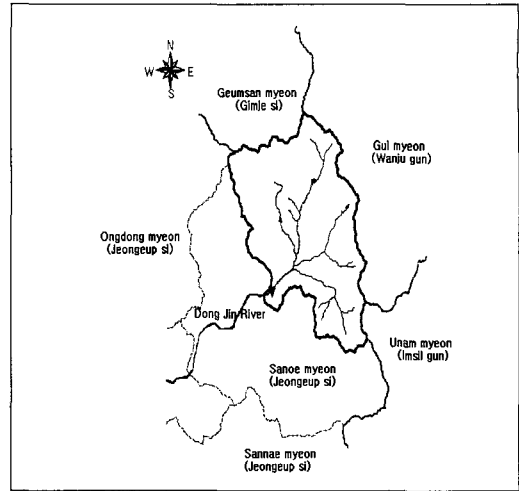 N
W E
S
Geumsan myeon
(Gimje si)
Gui myeon
(Wanju gun)
Ongdong myeon
(Jeongeup si)
Dong Jin River
Unam myeon
(Imsil gun)
Sanoe myeon
(Jeongeup si)
Sannae myeon
(Jeongeup si)